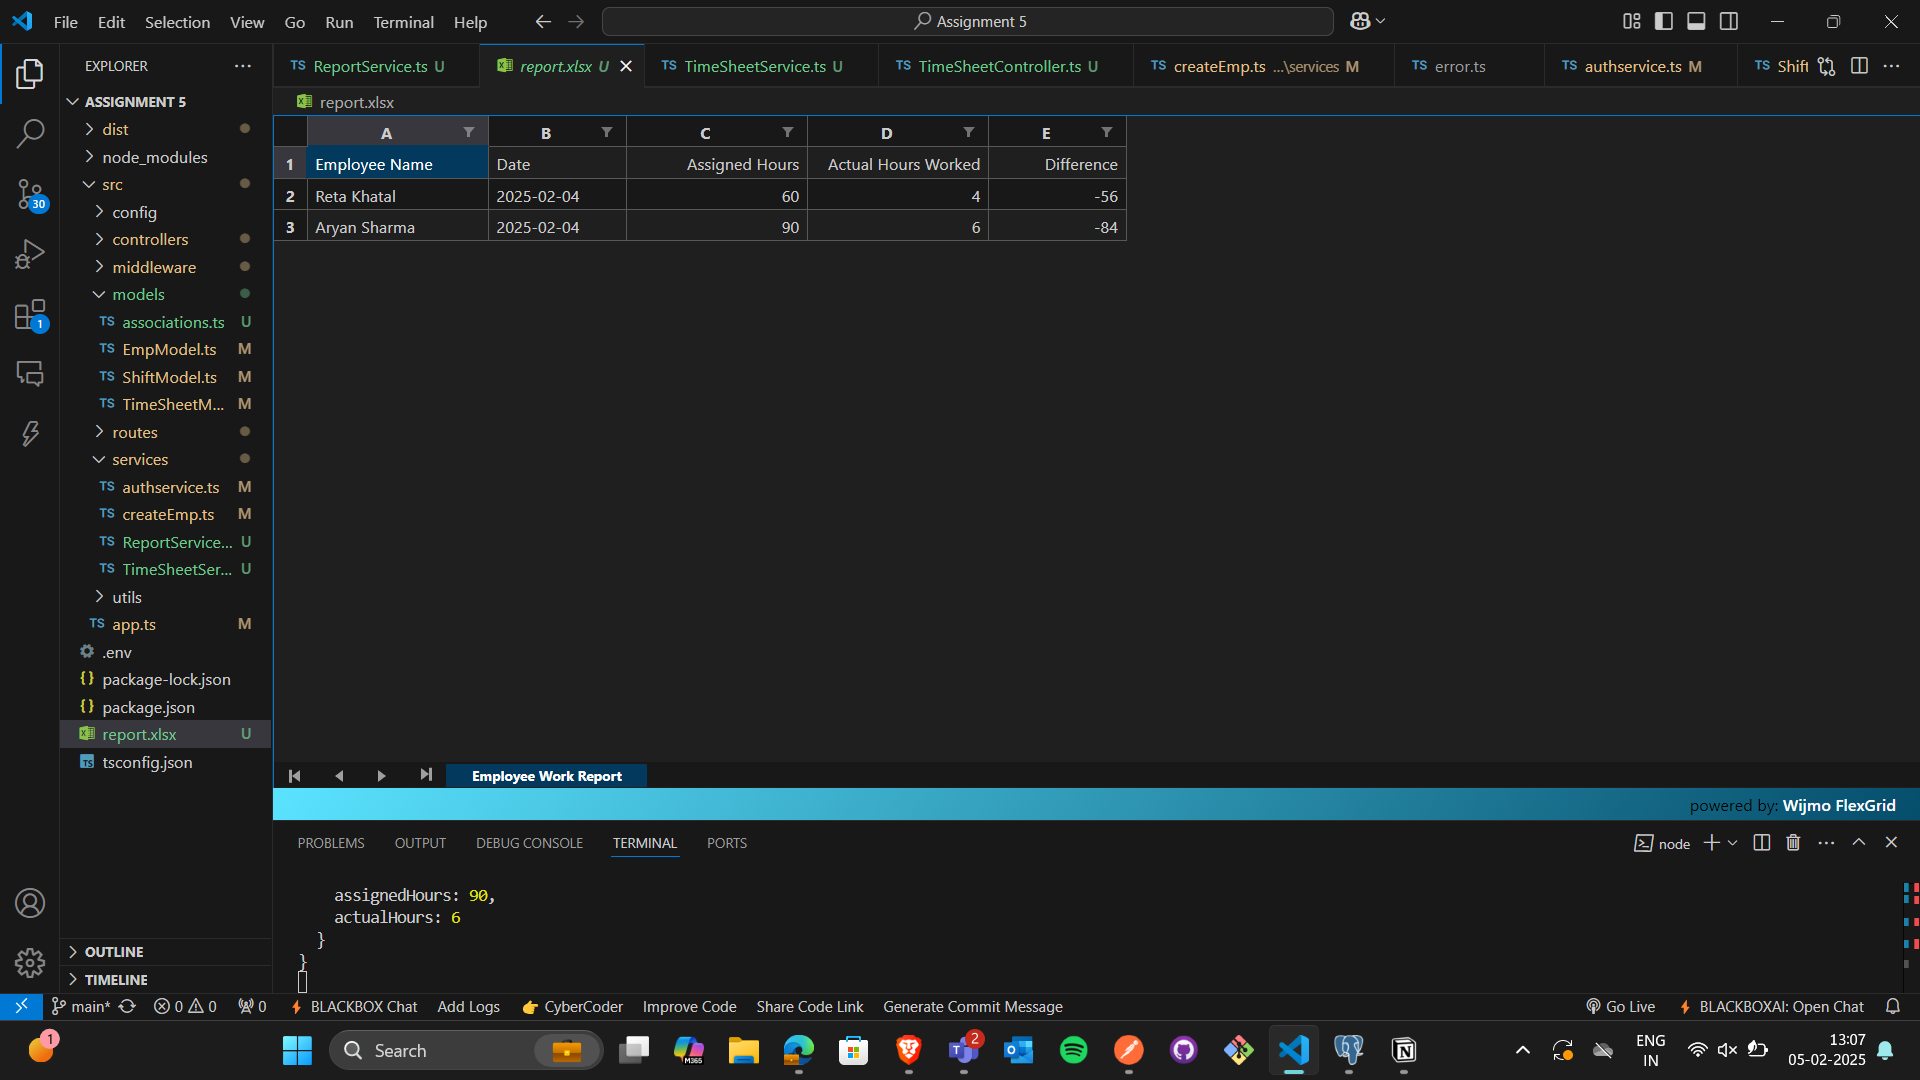 File Edit Selection View Go Run Terminal Help
Assignment 5
EXPLORER
ASSIGNMENT 5
dist
node_modules
src
config
controllers
middleware
models
TS associations.ts U
TS EmpModel.ts M
TS ShiftModel.ts M
TS TimeSheetM... M
routes
services
TS authservice.ts M
TS createEmp.ts M
TS ReportService... U
TS TimeSheetSer... U
utils
TS app.ts M
.env
{} package-lock.json
{} package.json
report.xlsx U
TS tsconfig.json
OUTLINE
TIMELINE
30
1
TS ReportService.ts U report.xlsx U TS TimeSheetService.ts U TS TimeSheetController.ts U TS createEmp.ts ...\services M TS error.ts TS authservice.ts M TS Shift
report.xlsx
A B C D E
1 Employee Name Date Assigned Hours Actual Hours Worked Difference
2 Reta Khatal 2025-02-04 60 4 -56
3 Aryan Sharma 2025-02-04 90 6 -84
Employee Work Report
powered by: Wijmo FlexGrid
PROBLEMS OUTPUT DEBUG CONSOLE TERMINAL PORTS
node
assignedHours: 90,
actualHours: 6
}
}
main* 0 0 0 BLACKBOX Chat Add Logs CyberCoder Improve Code Share Code Link Generate Commit Message Go Live BLACKBOXAI: Open Chat
1
Search
M365
2
ENG
IN
13:07
05-02-2025